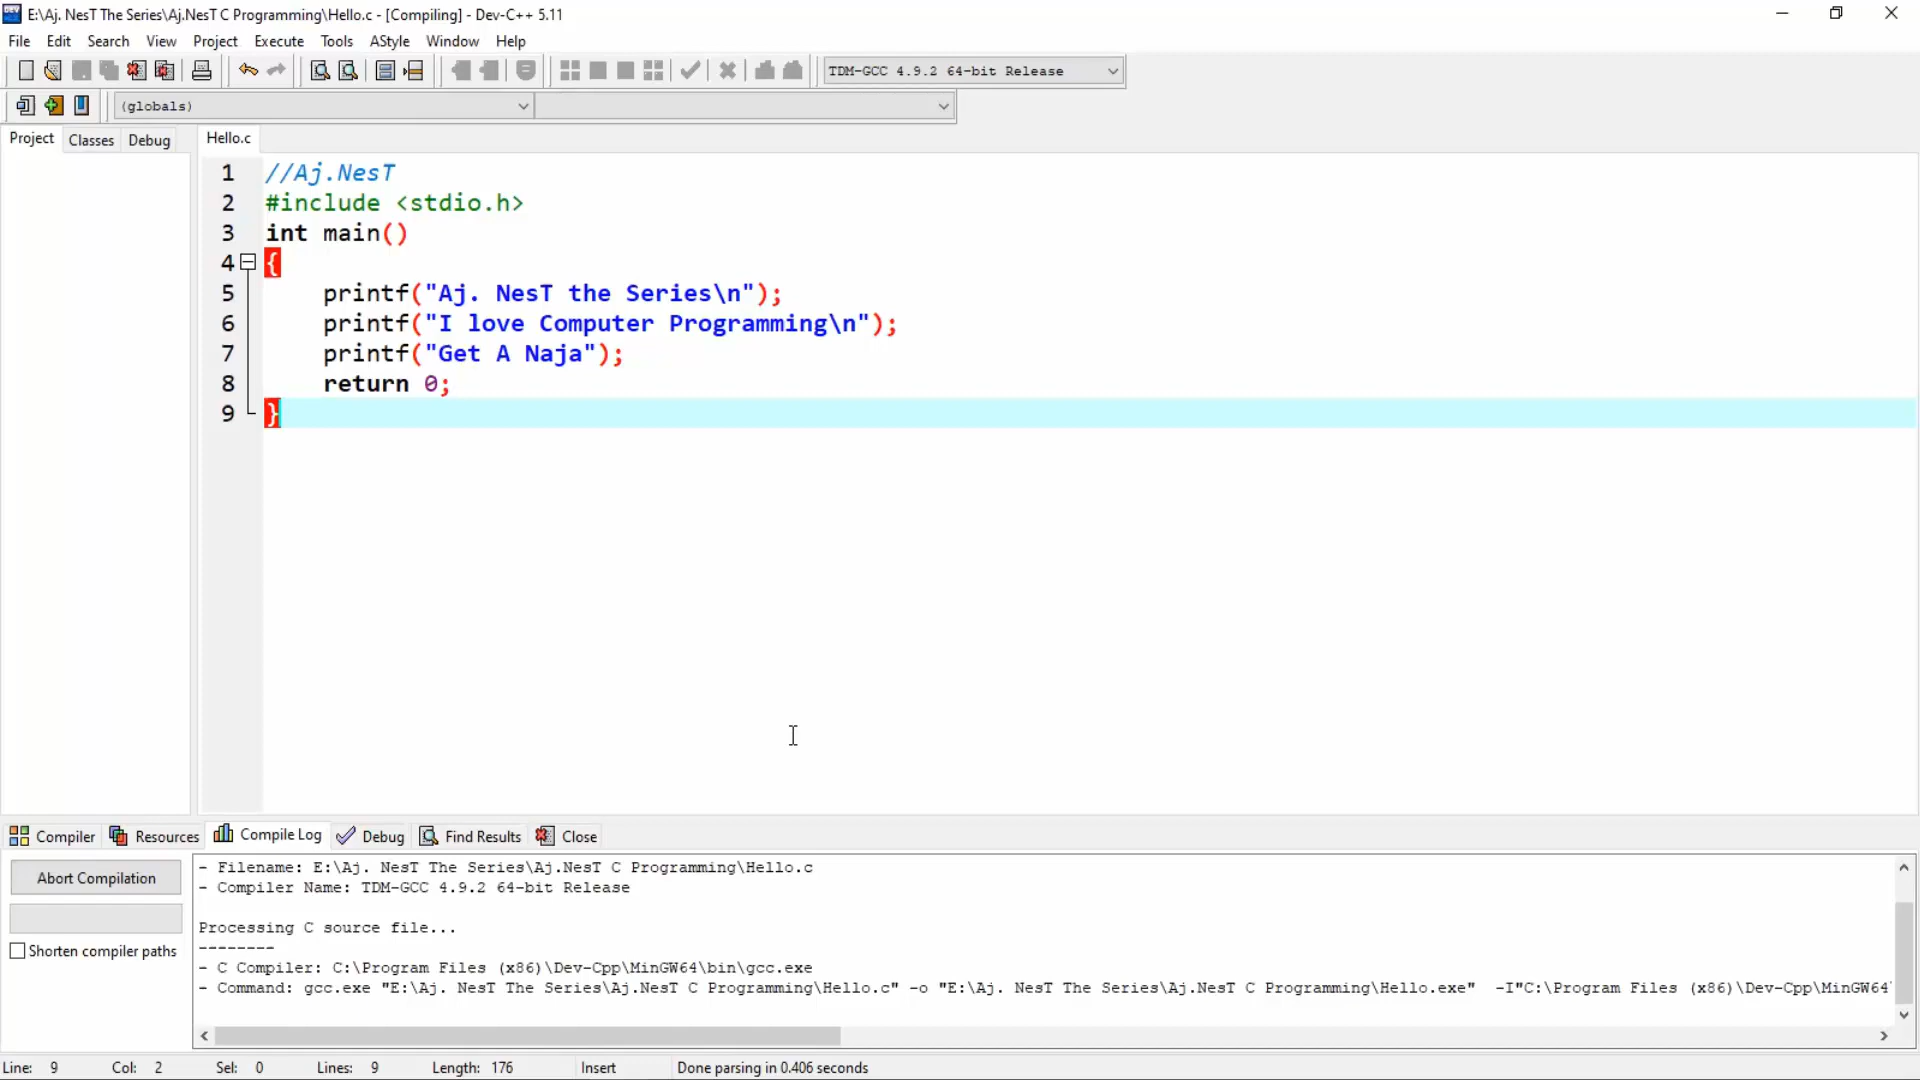 E:\Aj. NesT The Series\Aj.NesT C Programming\Hello.c - [Compiling] - Dev-C++ 5.11
File Edit Search View Project Execute Tools AStyle Window Help
TDM-GCC 4.9.2 64-bit Release
(globals)
Project Classes Debug Hello.c
1 //Aj.NesT
2 #include <stdio.h>
3 int main()
4 {
5 printf("Aj. NesT the Series\n");
6 printf("I love Computer Programming\n");
7 printf("Get A Naja");
8 return 0;
9 }
Compiler Resources Compile Log Debug Find Results Close
Abort Compilation
Shorten compiler paths
- Filename: E:\Aj. NesT The Series\Aj.NesT C Programming\Hello.c
- Compiler Name: TDM-GCC 4.9.2 64-bit Release
Processing C source file...
--------
- C Compiler: C:\Program Files (x86)\Dev-Cpp\MinGW64\bin\gcc.exe
- Command: gcc.exe "E:\Aj. NesT The Series\Aj.NesT C Programming\Hello.c" -o "E:\Aj. NesT The Series\Aj.NesT C Programming\Hello.exe" -I"C:\Program Files (x86)\Dev-Cpp\MinGW64
Line: 9 Col: 2 Sel: 0 Lines: 9 Length: 176 Insert Done parsing in 0.406 seconds